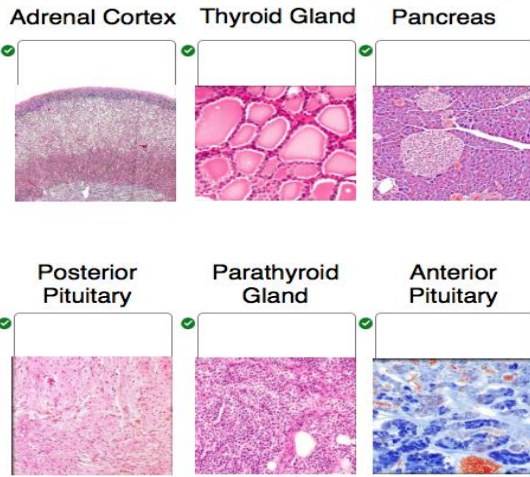 Adrenal Cortex
Thyroid Gland
Pancreas
Posterior
Pituitary
Parathyroid
Gland
Anterior
Pituitary